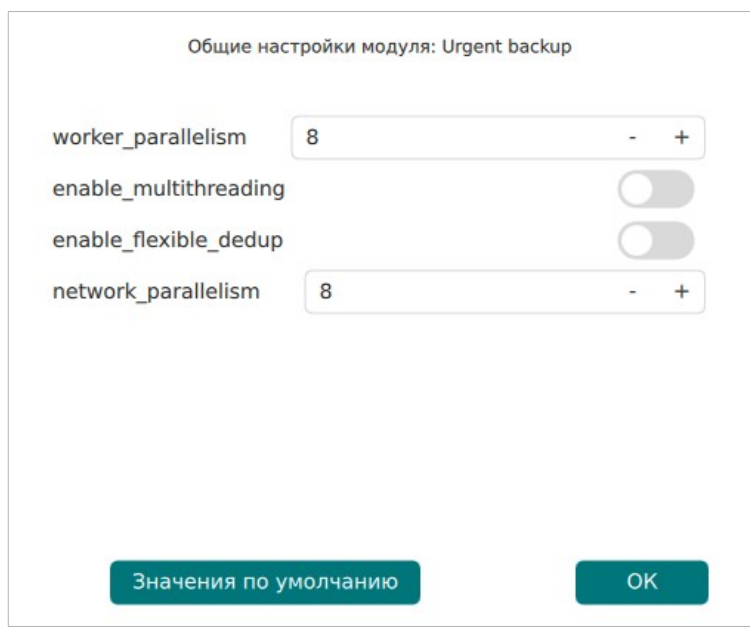 Общие настройки модуля: Urgent backup
worker_parallelism 8 - +
enable_multithreading
enable_flexible_dedup
network_parallelism 8 - +
Значения по умолчанию OK